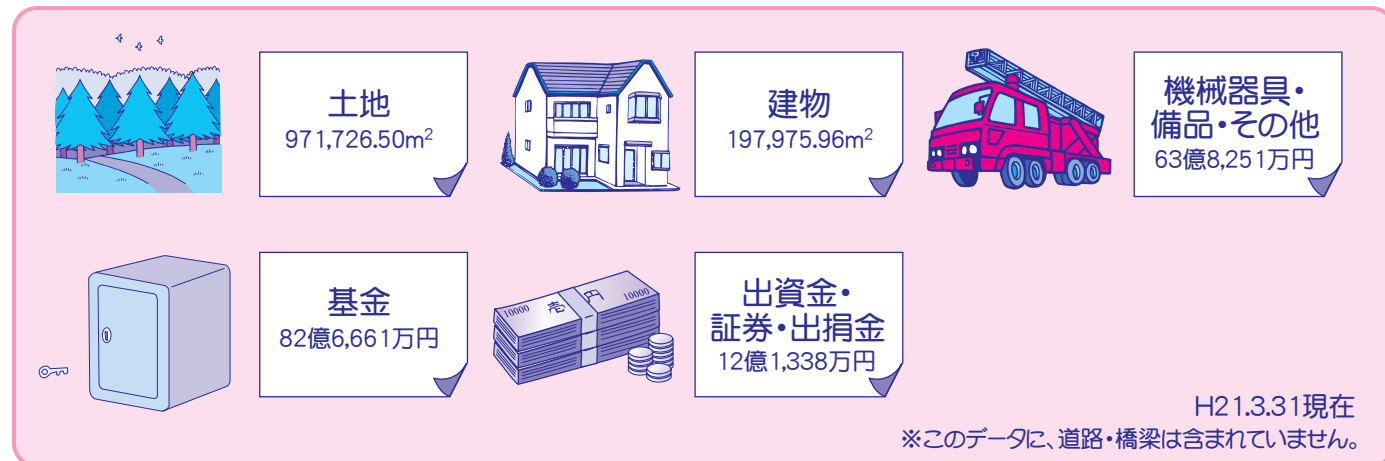 土地
971,726.50m²
建物
197,975.96m²
機械器具・
備品・その他
63億8,251万円
基金
82億6,661万円
10000 壱 円 10000
出資金・
証券・出捐金
12億1,338万円
H21.3.31現在
※このデータに、道路・橋梁は含まれていません。